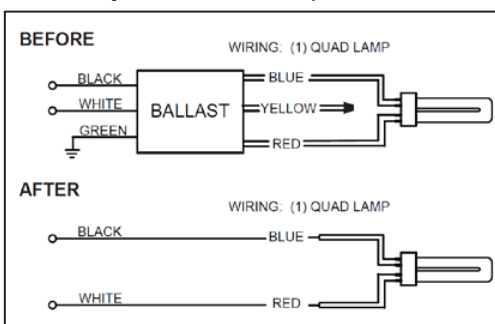 BEFORE
WIRING: (1) QUAD LAMP
BLACK
BLUE
WHITE
BALLAST
YELLOW
GREEN
RED
AFTER
WIRING: (1) QUAD LAMP
BLACK
BLUE
WHITE
RED